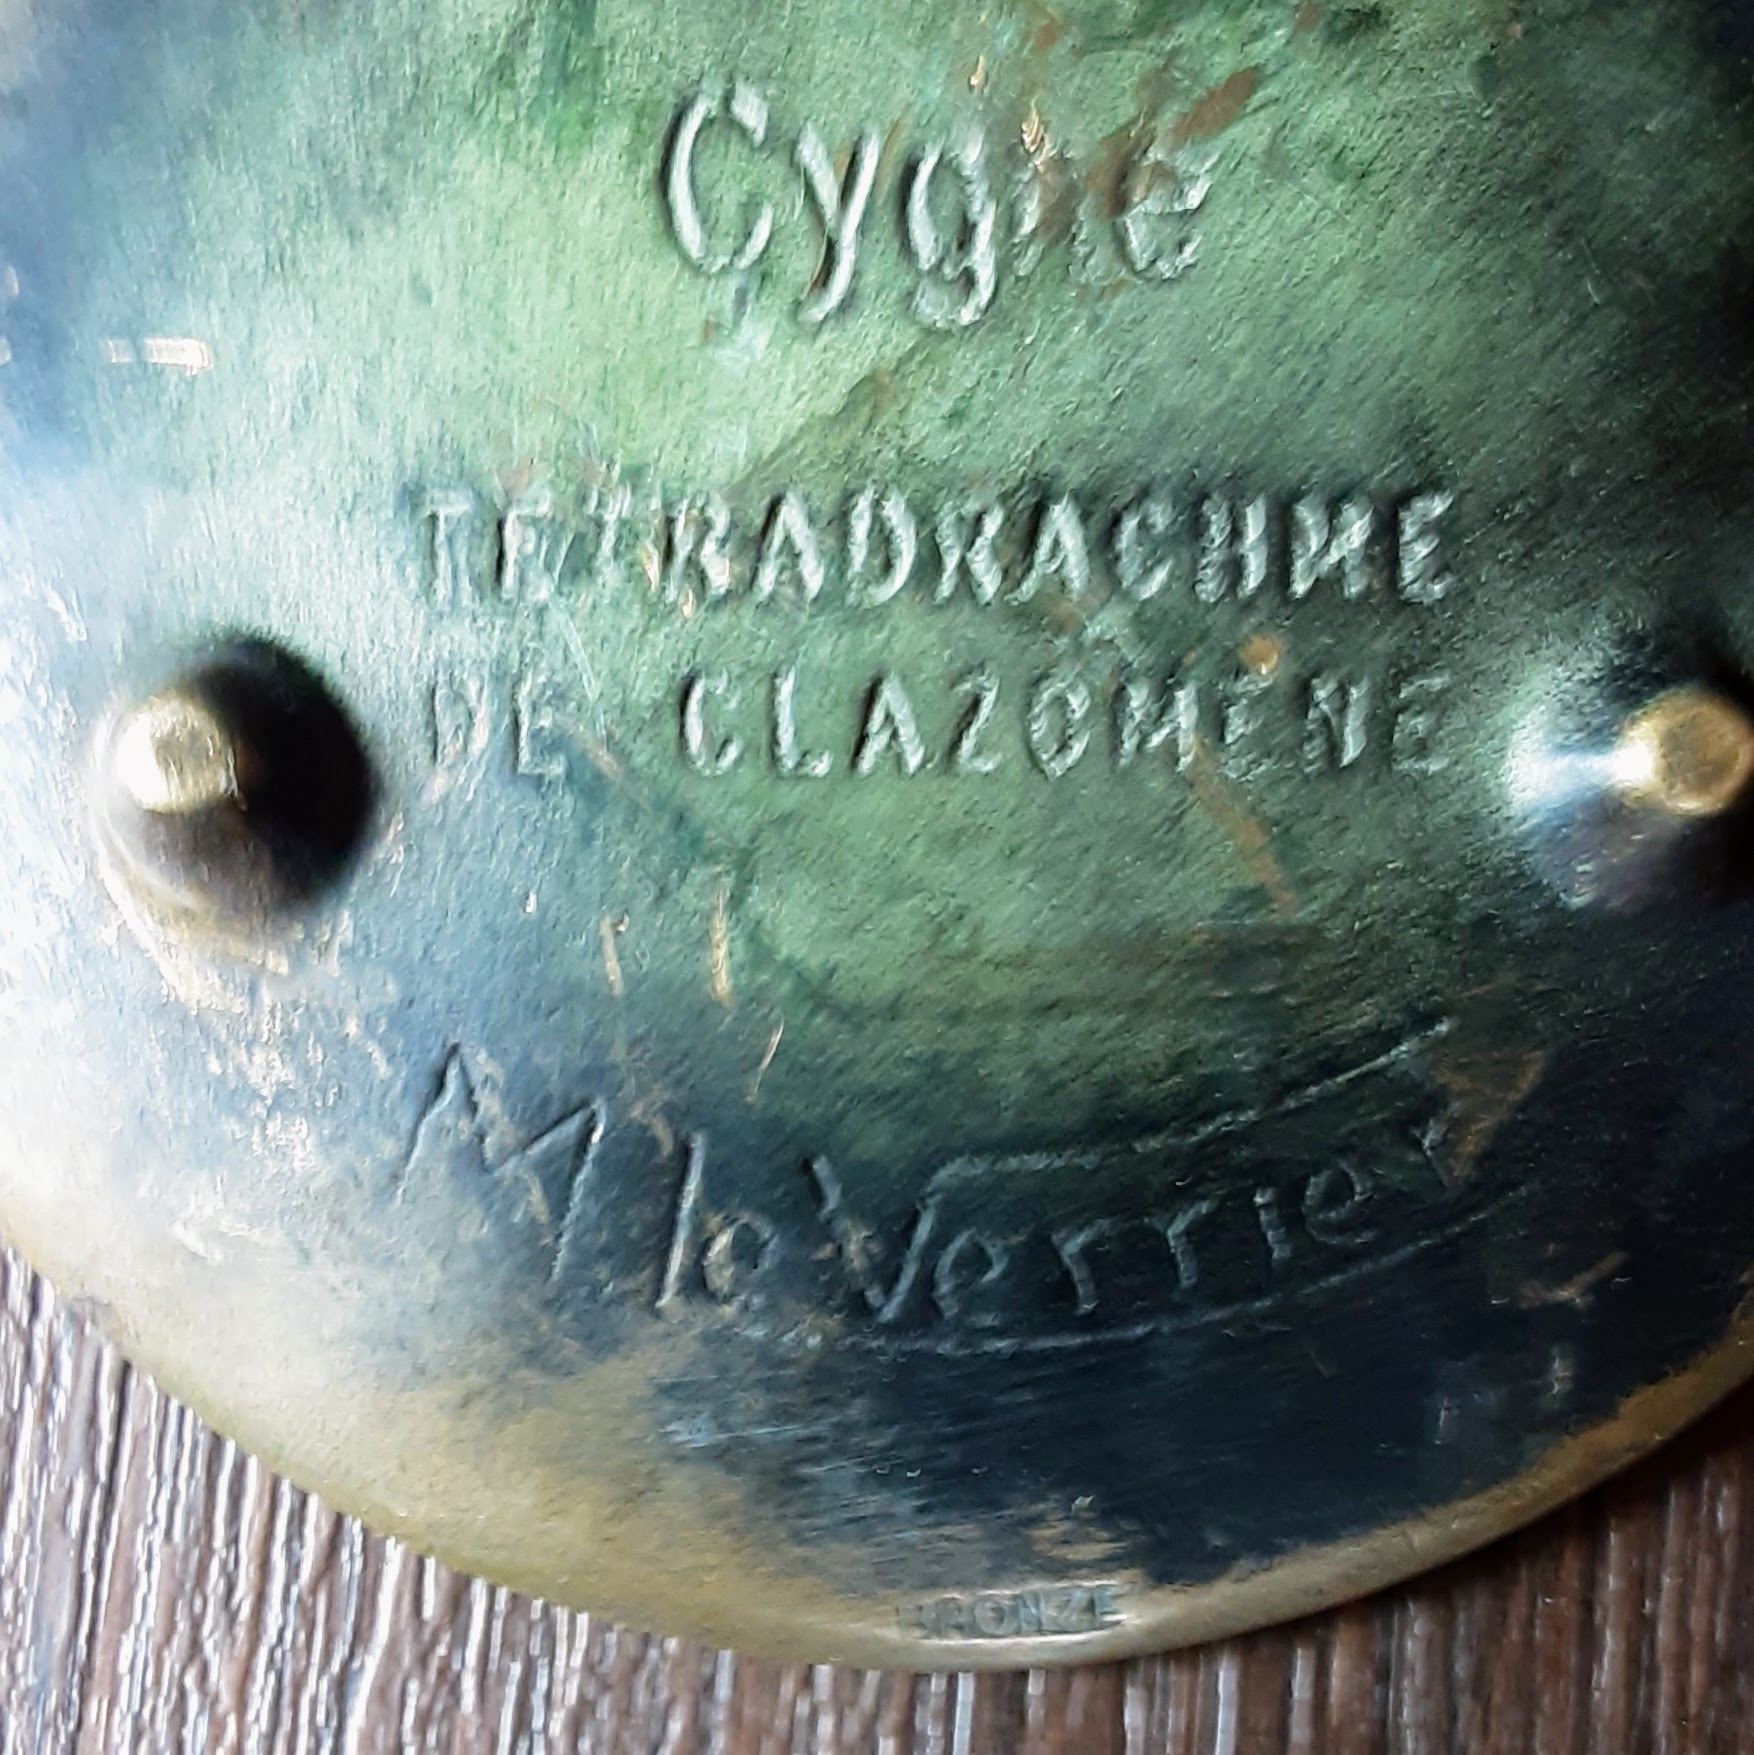 Cygne
TETRADRACHME
DE CLAZOMENE
M le Verrier
BRONZE